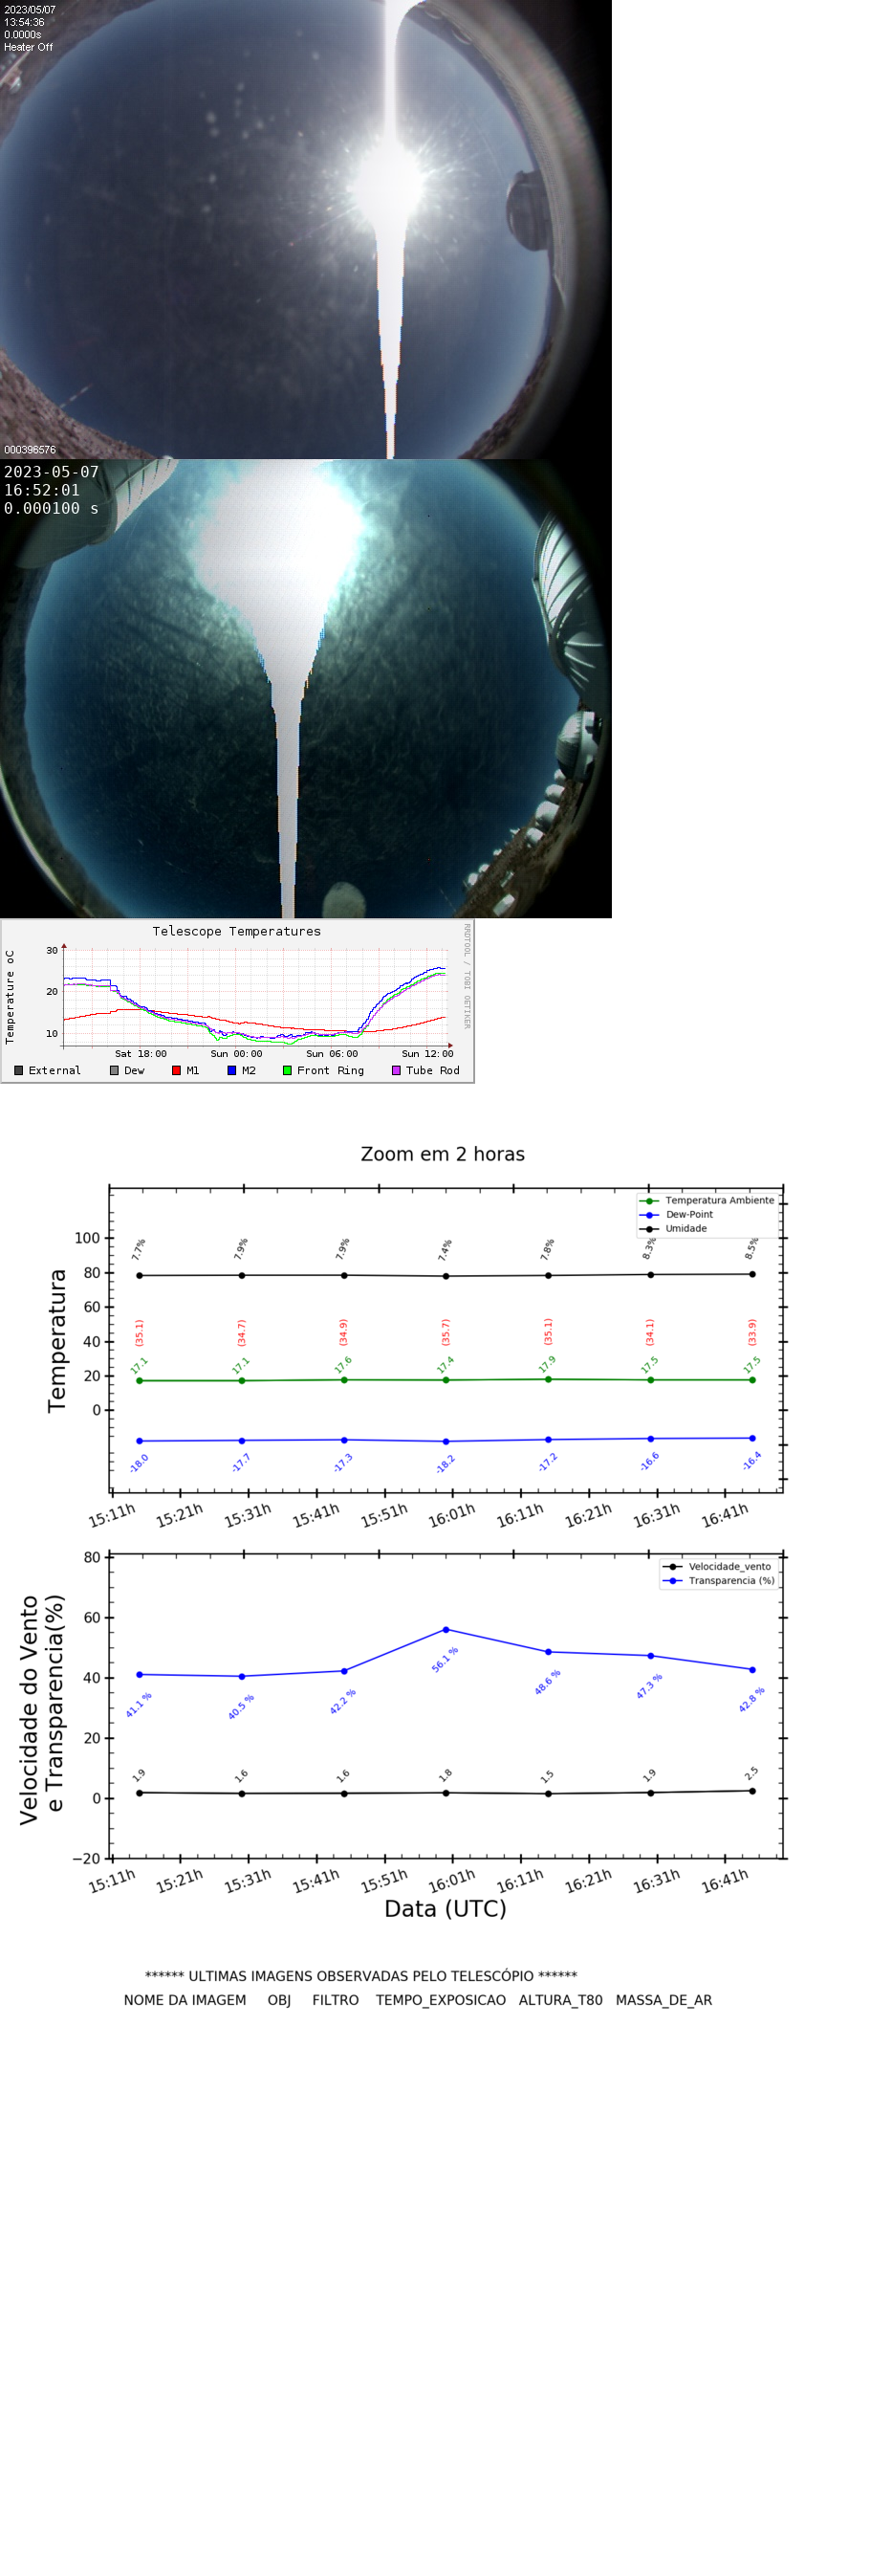 2023/05/07
13:54:36
0.0000s
Heater Off
000396576
2023-05-07
16:52:01
0.000100 s
Telescope Temperatures
Temperature oC
RRDTOOL / TOBI OETIKER
30
20
10
Sat 18:00 Sun 00:00 Sun 06:00 Sun 12:00
External Dew M1 M2 Front Ring Tube Rod
Zoom em 2 horas
Temperatura
Temperatura Ambiente
Dew-Point
Umidade
100
80
60
40
20
0
7.7% 7.9% 7.9% 7.4% 7.8% 8.3% 8.5%
(35.1) (34.7) (34.9) (35.7) (35.1) (34.1) (33.9)
17.1 17.1 17.6 17.4 17.9 17.5 17.5
-18.0 -17.7 -17.3 -18.2 -17.2 -16.6 -16.4
15:11h 15:21h 15:31h 15:41h 15:51h 16:01h 16:11h 16:21h 16:31h 16:41h
Velocidade do Vento
e Transparencia(%)
Velocidade_vento
Transparencia (%)
80
60
40
20
0
−20
41.1 % 40.5 % 42.2 % 56.1 % 48.6 % 47.3 % 42.8 %
1.9 1.6 1.6 1.8 1.5 1.9 2.5
15:11h 15:21h 15:31h 15:41h 15:51h 16:01h 16:11h 16:21h 16:31h 16:41h
Data (UTC)
****** ULTIMAS IMAGENS OBSERVADAS PELO TELESCÓPIO ******
NOME DA IMAGEM OBJ FILTRO TEMPO_EXPOSICAO ALTURA_T80 MASSA_DE_AR